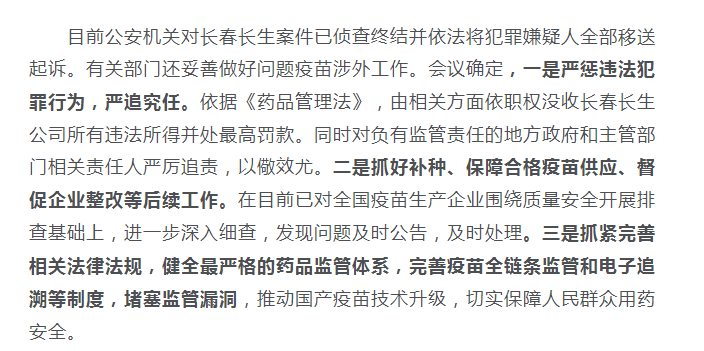 目前公安机关对长春长生案件已侦查终结并依法将犯罪嫌疑人全部移送
起诉。有关部门还妥善做好问题疫苗涉外工作。会议确定，一是严惩违法犯
罪行为，严追究任。依据《药品管理法》，由相关方面依职权没收长春长生
公司所有违法所得并处最高罚款。同时对负有监管责任的地方政府和主管部
门相关责任人严厉追责，以儆效尤。二是抓好补种、保障合格疫苗供应、督
促企业整改等后续工作。在目前已对全国疫苗生产企业围绕质量安全开展排
查基础上，进一步深入细查，发现问题及时公告，及时处理。三是抓紧完善
相关法律法规，健全最严格的药品监管体系，完善疫苗全链条监管和电子追
溯等制度，堵塞监管漏洞，推动国产疫苗技术升级，切实保障人民群众用药
安全。